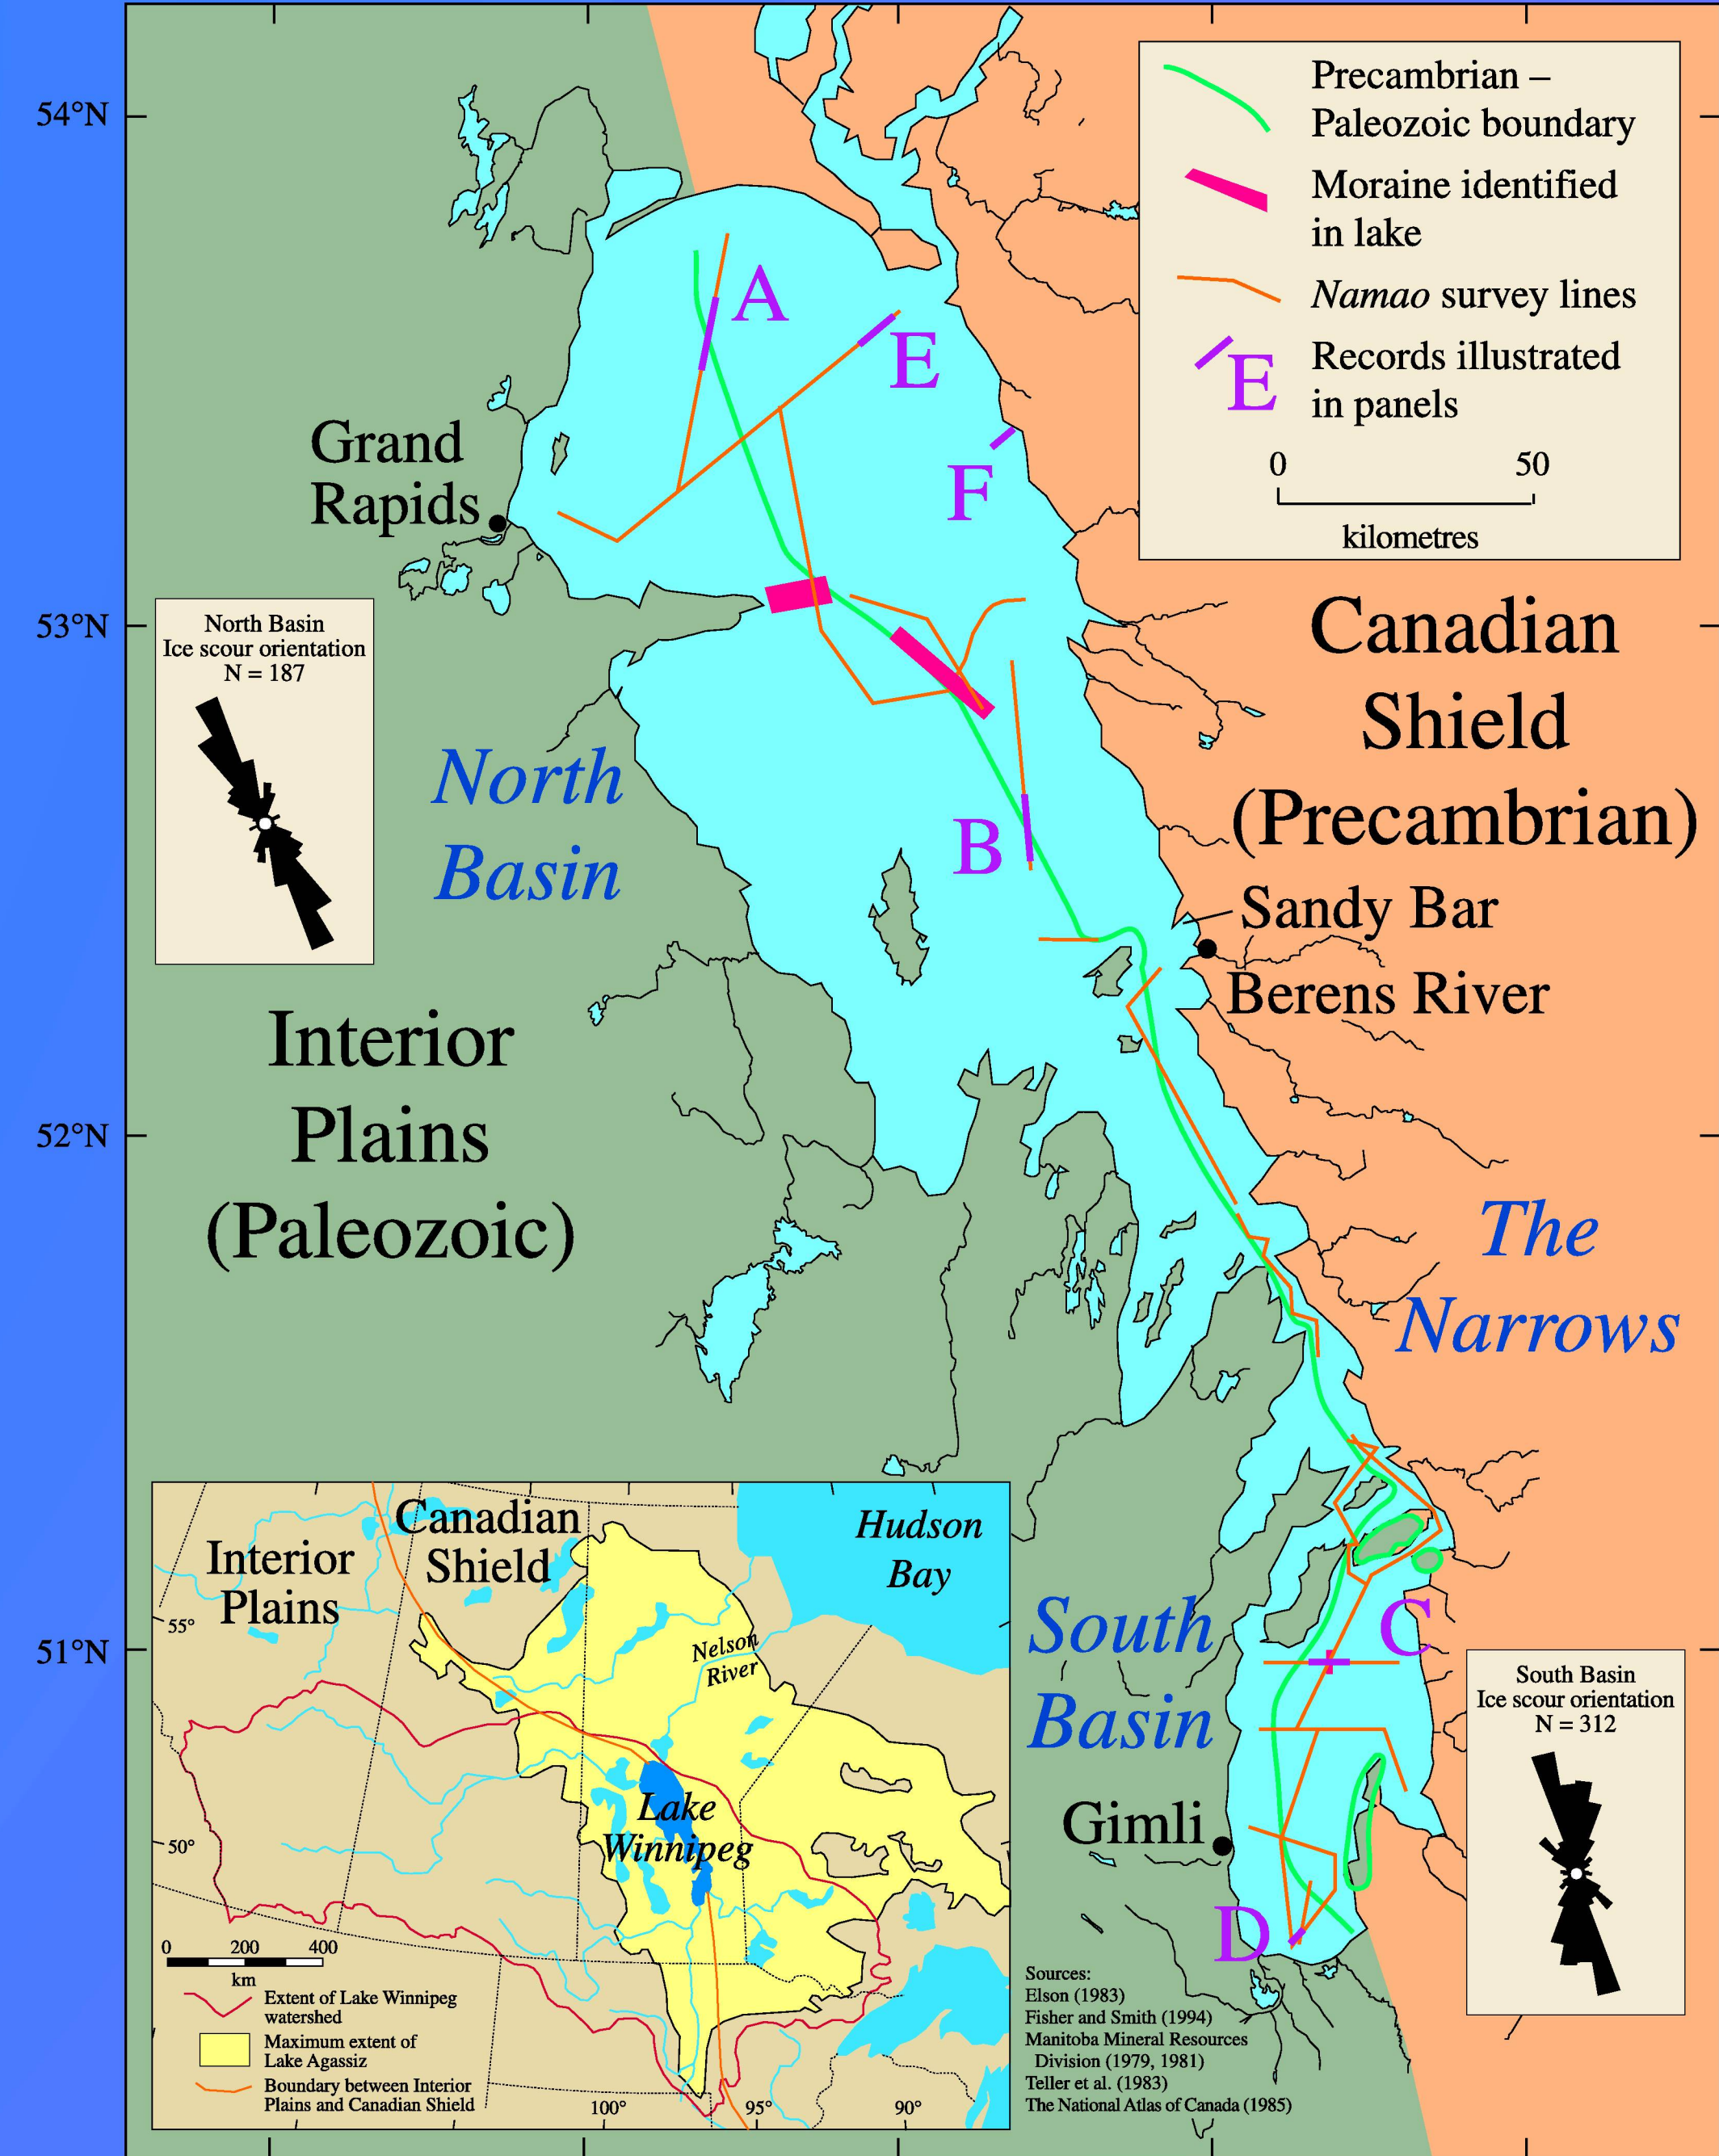 54°N
53°N
52°N
51°N
Precambrian –
Paleozoic boundary
Moraine identified
in lake
Namao survey lines
E
Records illustrated
in panels
0 50
kilometres
A
E
F
B
C
D
Grand
Rapids
North Basin
Ice scour orientation
N = 187
North
Basin
Canadian
Shield
(Precambrian)
Sandy Bar
Berens River
Interior
Plains
(Paleozoic)
The
Narrows
South
Basin
Gimli
South Basin
Ice scour orientation
N = 312
Interior
Plains
Canadian
Shield
Hudson
Bay
Nelson
River
Lake
Winnipeg
55°
50°
100° 95° 90°
0 200 400
km
Extent of Lake Winnipeg
watershed
Maximum extent of
Lake Agassiz
Boundary between Interior
Plains and Canadian Shield
Sources:
Elson (1983)
Fisher and Smith (1994)
Manitoba Mineral Resources
Division (1979, 1981)
Teller et al. (1983)
The National Atlas of Canada (1985)